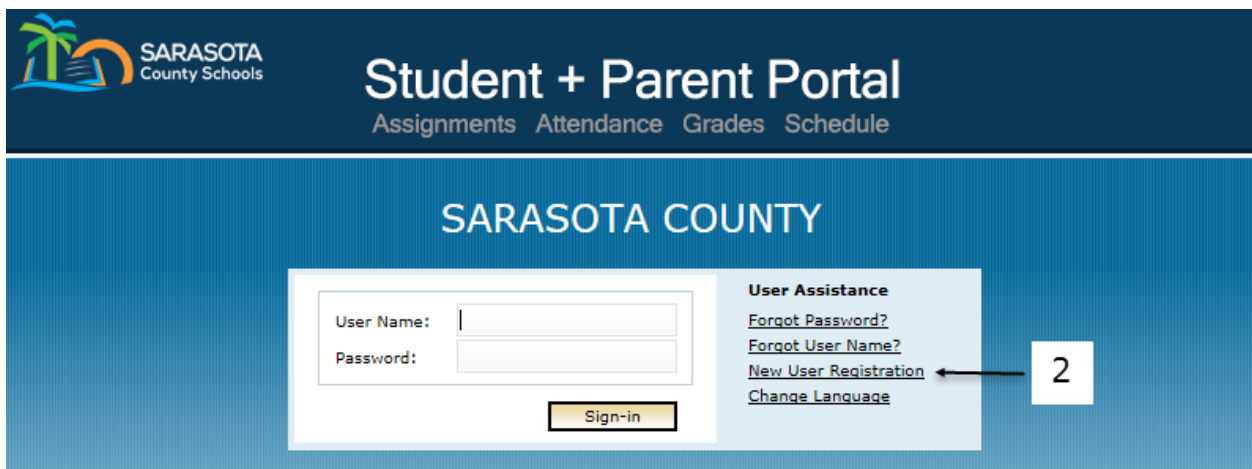 SARASOTA
County Schools
Student + Parent Portal
Assignments Attendance Grades Schedule
SARASOTA COUNTY
User Name:
Password:
Sign-in
User Assistance
Forgot Password?
Forgot User Name?
New User Registration
2
Change Language